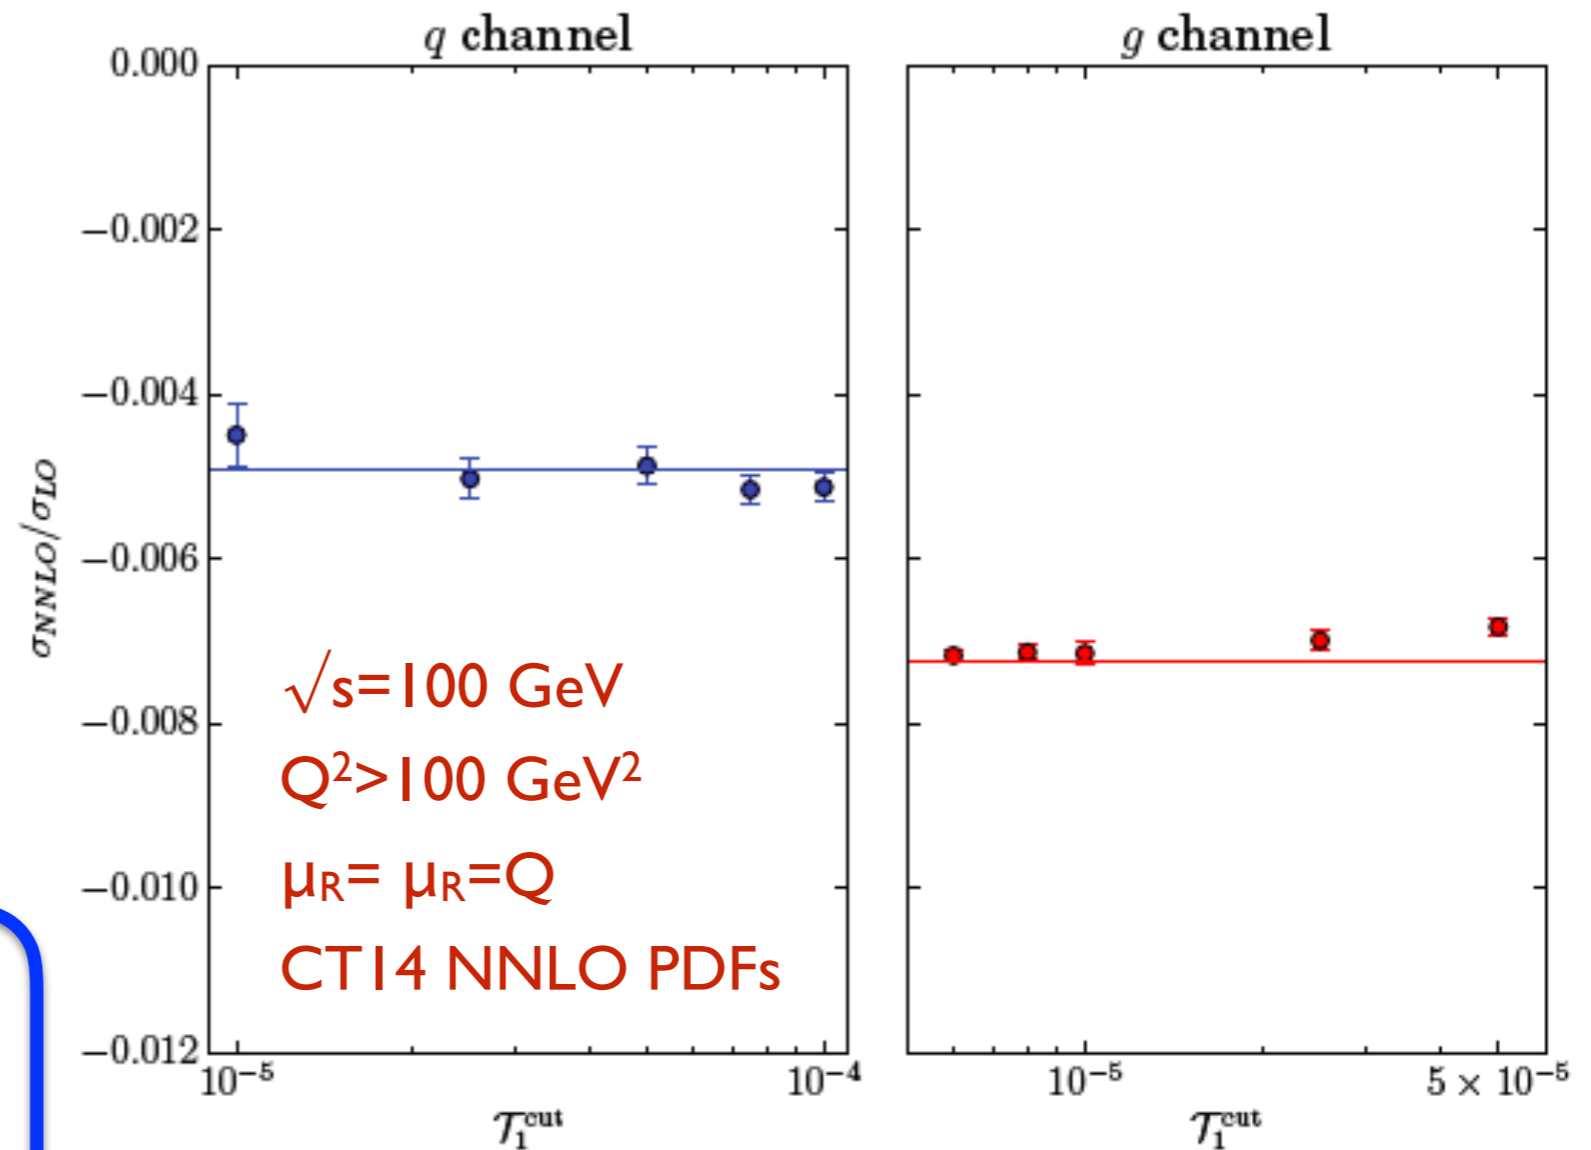 q channel
g channel
0.000
−0.002
−0.004
−0.006
−0.008
−0.010
−0.012
σNNLO/σLO
√s=100 GeV
Q²>100 GeV²
μR= μR=Q
CT14 NNLO PDFs
10⁻⁵ 10⁻⁴
10⁻⁵ 5 × 10⁻⁵
𝒯₁ᶜᵘᵗ
𝒯₁ᶜᵘᵗ